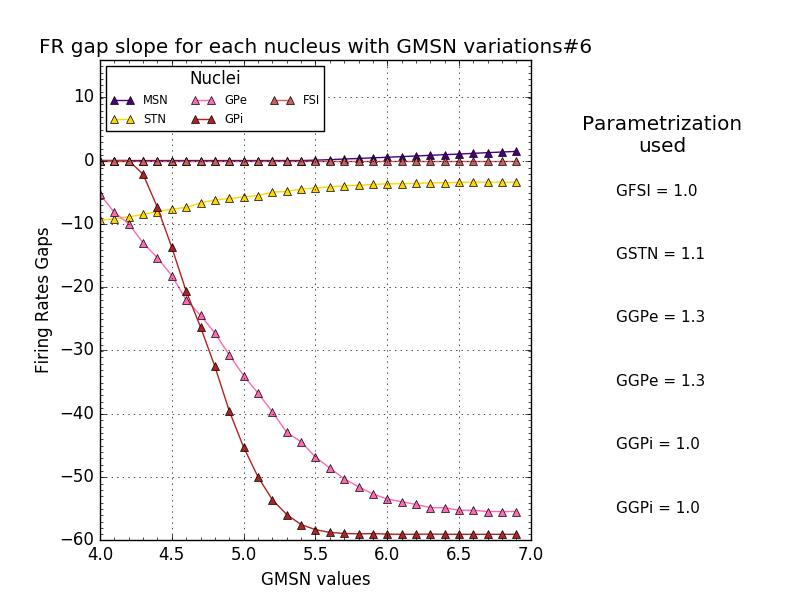 FR gap slope for each nucleus with GMSN variations#6
Nuclei
MSN GPe FSI
STN GPi
10
0
−10
−20
−30
−40
−50
−60
Firing Rates Gaps
4.0 4.5 5.0 5.5 6.0 6.5 7.0
GMSN values
Parametrization
used
GFSI = 1.0
GSTN = 1.1
GGPe = 1.3
GGPe = 1.3
GGPi = 1.0
GGPi = 1.0